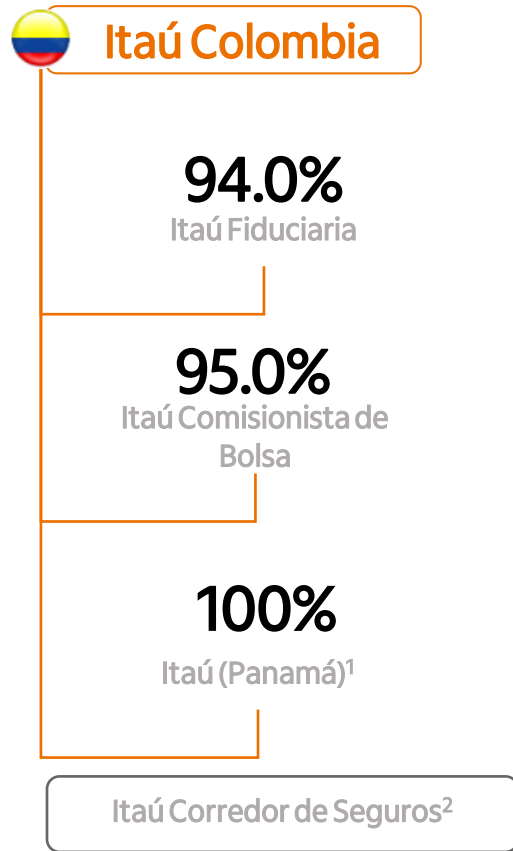 Itaú Colombia
94.0%
Itaú Fiduciaria
95.0%
Itaú Comisionista de
Bolsa
100%
Itaú (Panamá)¹
Itaú Corredor de Seguros²